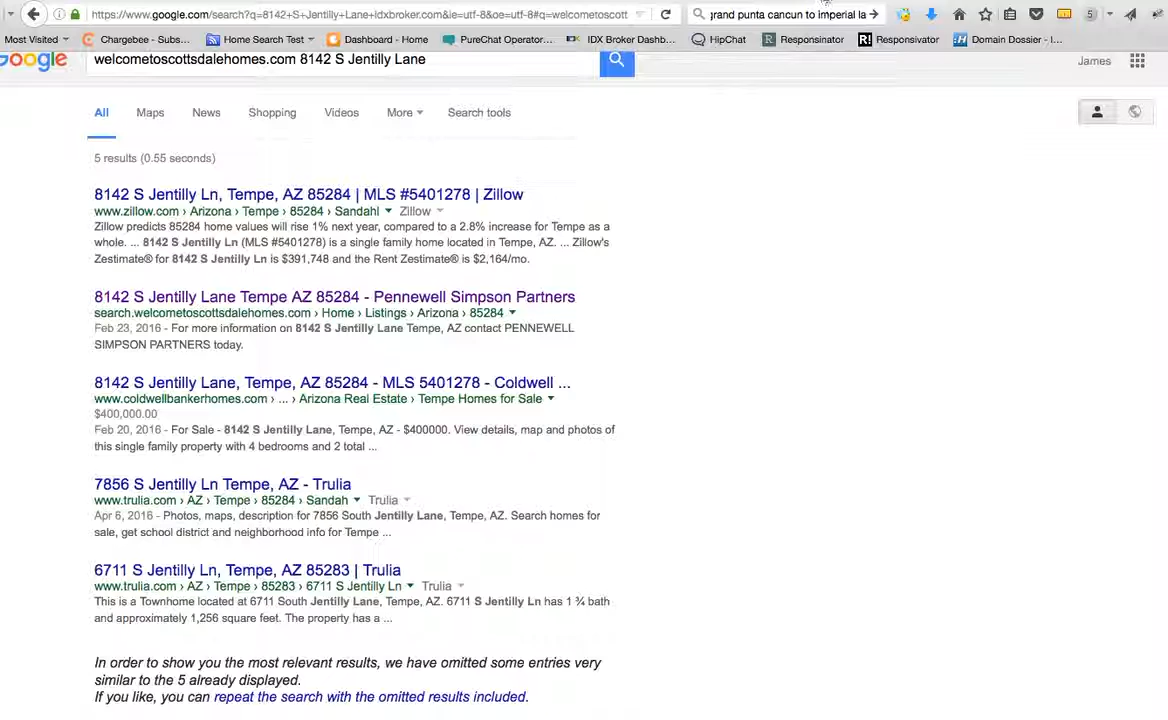 https://www.google.com/search?q=8142+S+Jentilly+Lane+idxbroker.com&ie=utf-8&oe=utf-8#q=welcometoscott
grand punta cancun to imperial la
5
Most Visited
Chargebee - Subs...
Home Search Test
Dashboard - Home
PureChat Operator...
IDX Broker Dashb...
HipChat
Responsinator
Responsivator
Domain Dossier - I...
Google
welcometoscottsdalehomes.com 8142 S Jentilly Lane
James
All Maps News Shopping Videos More Search tools
5 results (0.55 seconds)
8142 S Jentilly Ln, Tempe, AZ 85284 | MLS #5401278 | Zillow
www.zillow.com › Arizona › Tempe › 85284 › Sandahl Zillow
Zillow predicts 85284 home values will rise 1% next year, compared to a 2.8% increase for Tempe as a
whole. ... 8142 S Jentilly Ln (MLS #5401278) is a single family home located in Tempe, AZ. ... Zillow's
Zestimate® for 8142 S Jentilly Ln is $391,748 and the Rent Zestimate® is $2,164/mo.
8142 S Jentilly Lane Tempe AZ 85284 - Pennewell Simpson Partners
search.welcometoscottsdalehomes.com › Home › Listings › Arizona › 85284
Feb 23, 2016 - For more information on 8142 S Jentilly Lane Tempe, AZ contact PENNEWELL
SIMPSON PARTNERS today.
8142 S Jentilly Lane, Tempe, AZ 85284 - MLS 5401278 - Coldwell ...
www.coldwellbankerhomes.com › ... › Arizona Real Estate › Tempe Homes for Sale
$400,000.00
Feb 20, 2016 - For Sale - 8142 S Jentilly Lane, Tempe, AZ - $400000. View details, map and photos of
this single family property with 4 bedrooms and 2 total ...
7856 S Jentilly Ln Tempe, AZ - Trulia
www.trulia.com › AZ › Tempe › 85284 › Sandah Trulia
Apr 6, 2016 - Photos, maps, description for 7856 South Jentilly Lane, Tempe, AZ. Search homes for
sale, get school district and neighborhood info for Tempe ...
6711 S Jentilly Ln, Tempe, AZ 85283 | Trulia
www.trulia.com › AZ › Tempe › 85283 › 6711 S Jentilly Ln Trulia
This is a Townhome located at 6711 South Jentilly Lane, Tempe, AZ. 6711 S Jentilly Ln has 1 ¾ bath
and approximately 1,256 square feet. The property has a ...
In order to show you the most relevant results, we have omitted some entries very
similar to the 5 already displayed.
If you like, you can repeat the search with the omitted results included.